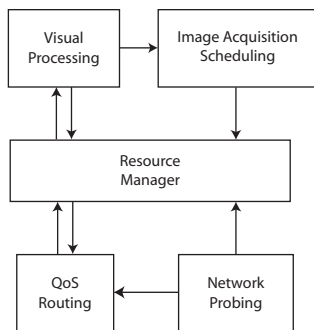 Visual
Processing
Image Acquisition
Scheduling
Resource
Manager
QoS
Routing
Network
Probing